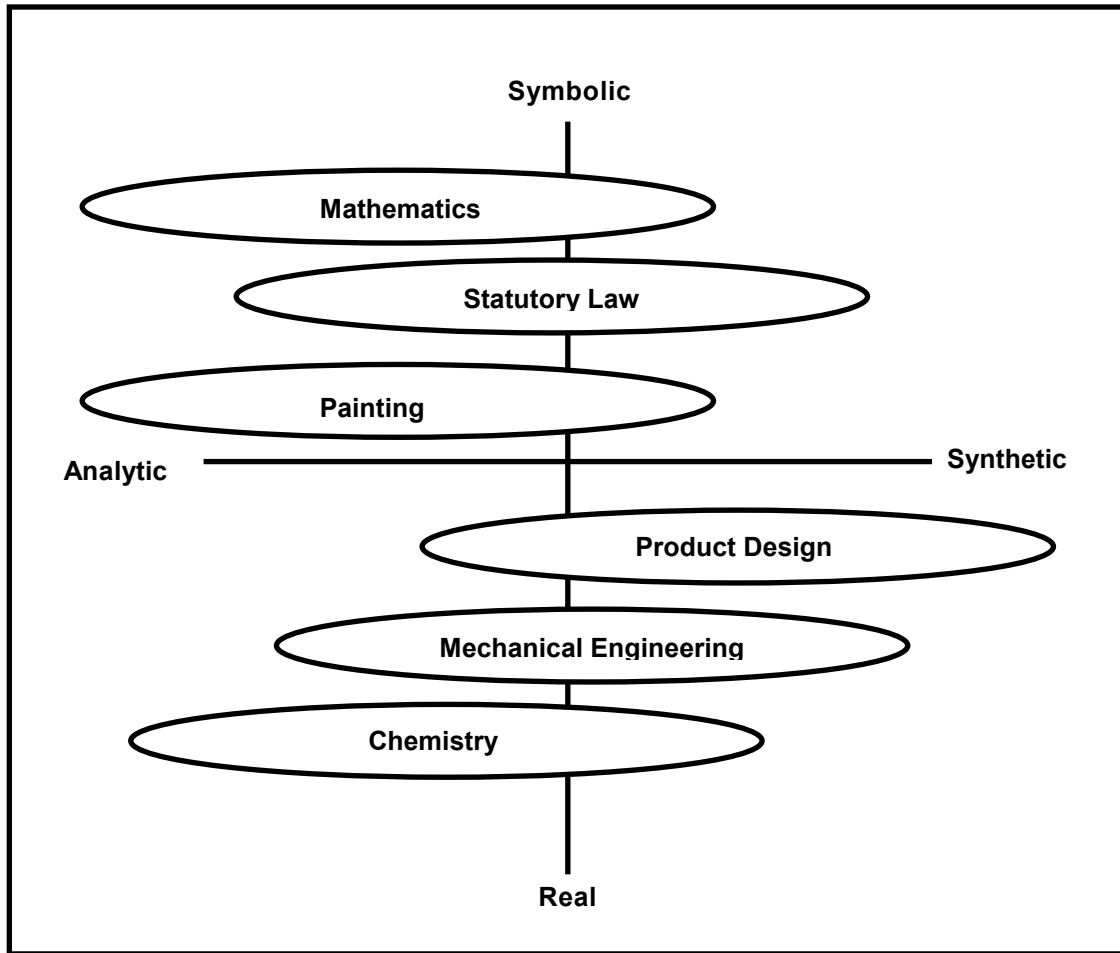 Symbolic
Mathematics
Statutory Law
Painting
Analytic
Synthetic
Product Design
Mechanical Engineering
Chemistry
Real